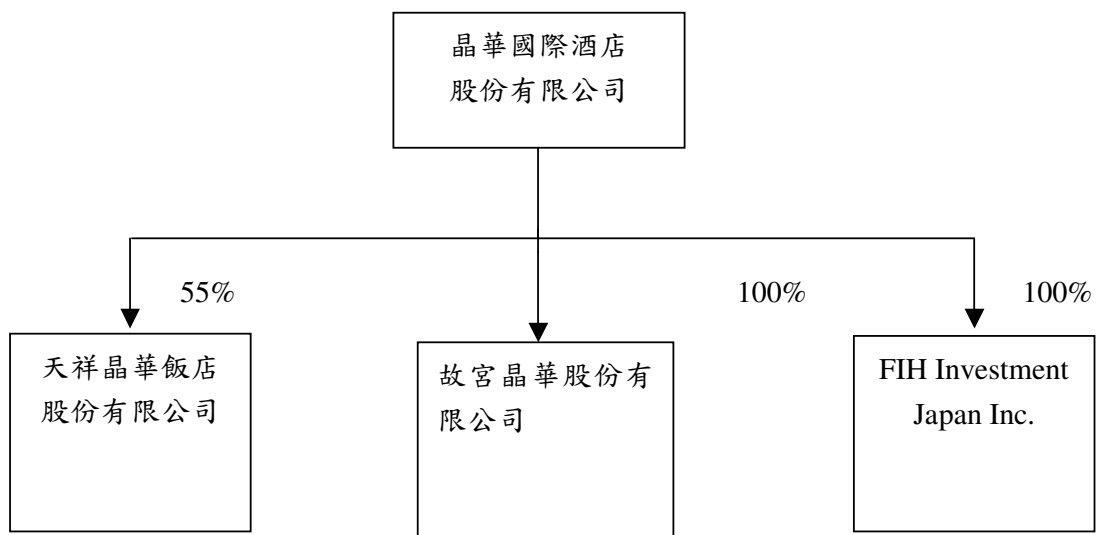 晶華國際酒店
股份有限公司
55%
100%
100%
天祥晶華飯店
股份有限公司
故宮晶華股份有
限公司
FIH Investment
Japan Inc.